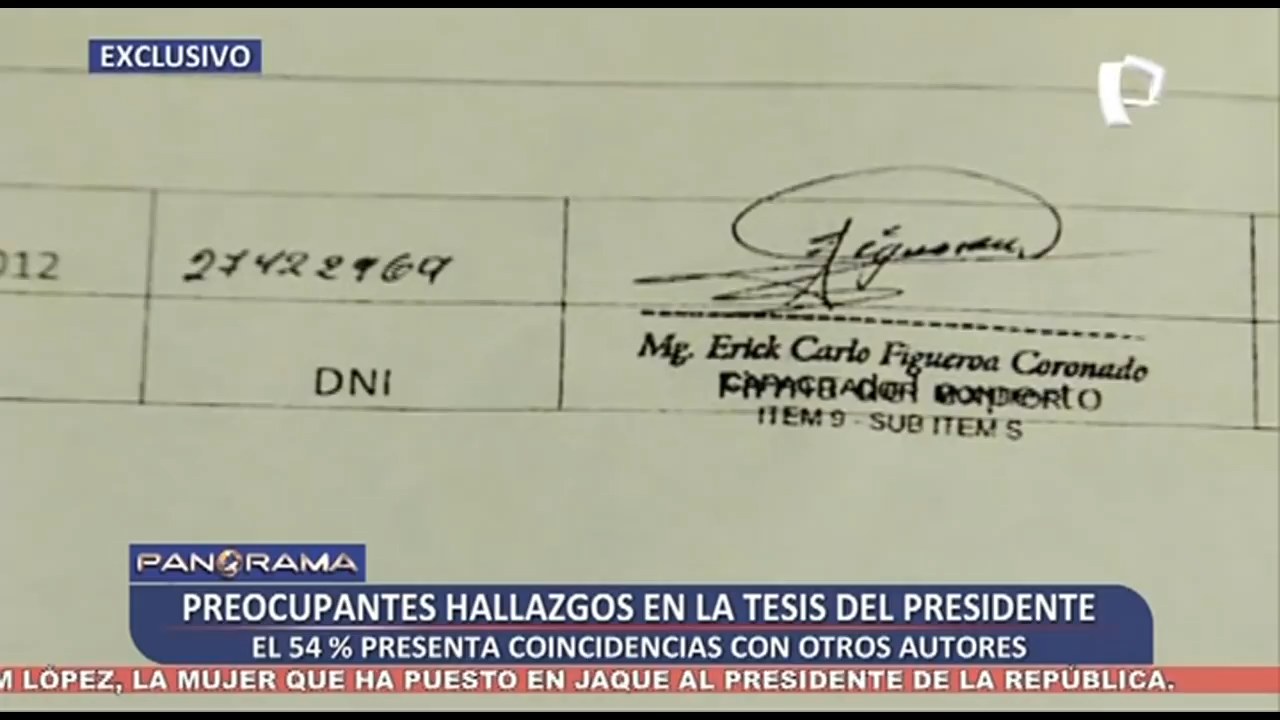 EXCLUSIVO
012
27422969
Figueroa
Mg. Erick Carlo Figueroa Coronado
ITEM 9 - SUB ITEM S
DNI
PANORAMA
PREOCUPANTES HALLAZGOS EN LA TESIS DEL PRESIDENTE
EL 54 % PRESENTA COINCIDENCIAS CON OTROS AUTORES
M LÓPEZ, LA MUJER QUE HA PUESTO EN JAQUE AL PRESIDENTE DE LA REPÚBLICA.